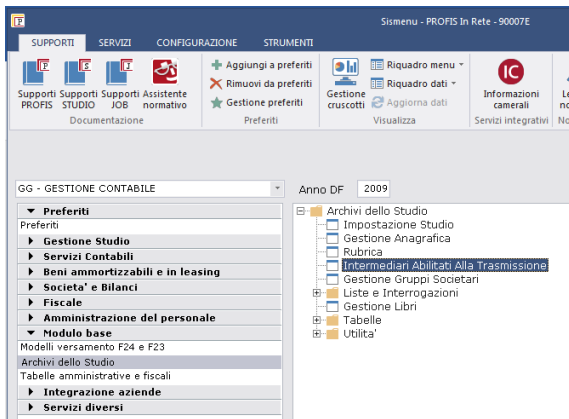 Sismenu - PROFIS In Rete - 90007E
SUPPORTI SERVIZI CONFIGURAZIONE STRUMENTI
P S J
Supporti PROFIS
Supporti STUDIO
Supporti JOB
Assistente normativo
Documentazione
Aggiungi a preferiti
Rimuovi da preferiti
Gestione preferiti
Preferiti
Gestione cruscotti
Riquadro menu
Riquadro dati
Aggiorna dati
Visualizza
IC
Informazioni camerali
Servizi integrativi
GG - GESTIONE CONTABILE
Anno DF 2009
Preferiti
Preferiti
Gestione Studio
Servizi Contabili
Beni ammortizzabili e in leasing
Societa' e Bilanci
Fiscale
Amministrazione del personale
Modulo base
Modelli versamento F24 e F23
Archivi dello Studio
Tabelle amministrative e fiscali
Integrazione aziende
Servizi diversi
Archivi dello Studio
Impostazione Studio
Gestione Anagrafica
Rubrica
Intermediari Abilitati Alla Trasmissione
Gestione Gruppi Societari
Liste e Interrogazioni
Gestione Libri
Tabelle
Utilita'